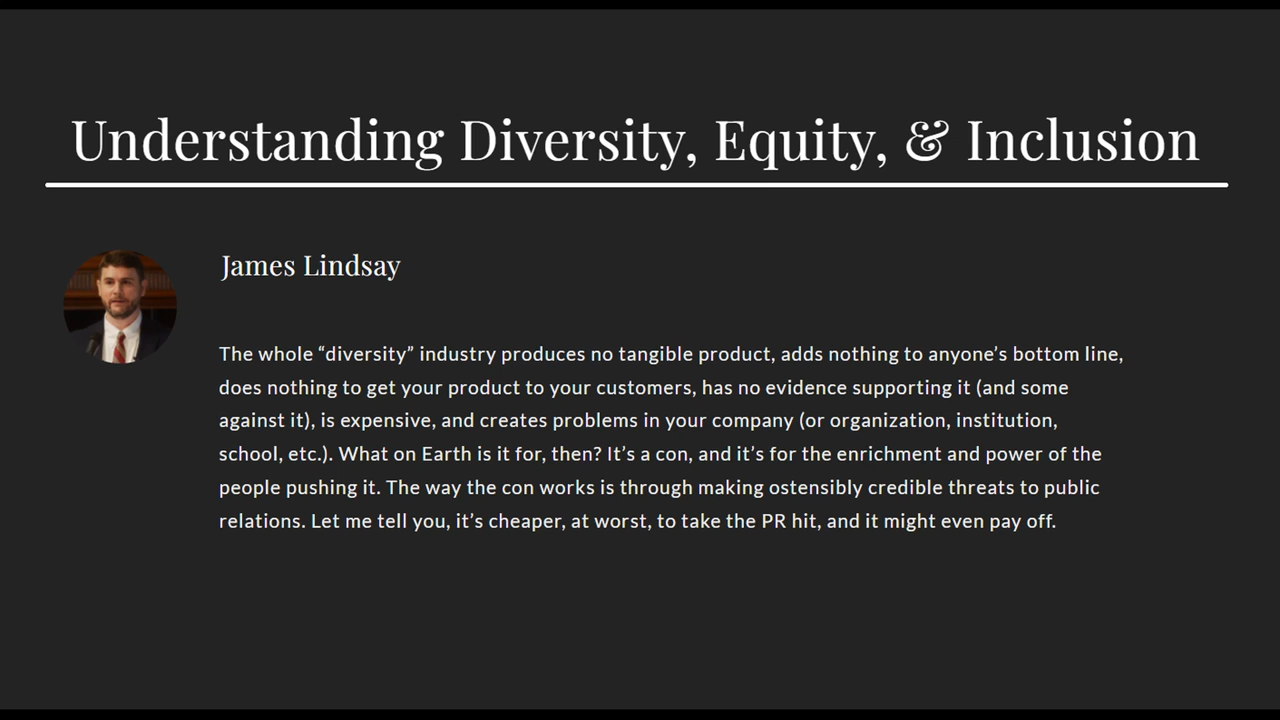 Understanding Diversity, Equity, & Inclusion
James Lindsay
The whole “diversity” industry produces no tangible product, adds nothing to anyone’s bottom line,
does nothing to get your product to your customers, has no evidence supporting it (and some
against it), is expensive, and creates problems in your company (or organization, institution,
school, etc.). What on Earth is it for, then? It’s a con, and it’s for the enrichment and power of the
people pushing it. The way the con works is through making ostensibly credible threats to public
relations. Let me tell you, it’s cheaper, at worst, to take the PR hit, and it might even pay off.